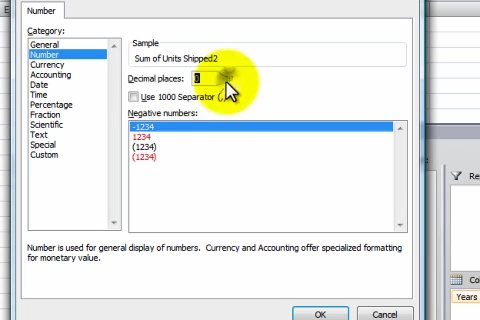 Number
Category:
General
Number
Currency
Accounting
Date
Time
Percentage
Fraction
Scientific
Text
Special
Custom
Sample
Sum of Units Shipped2
Decimal places: 0
Use 1000 Separator (,)
Negative numbers:
-1234
1234
(1234)
(1234)
Number is used for general display of numbers. Currency and Accounting offer specialized formatting
for monetary value.
OK
Cancel
Years